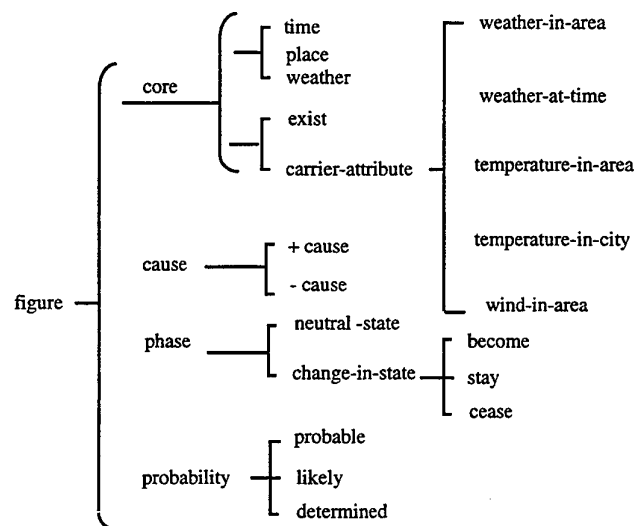 time
place
weather
core
exist
carrier-attribute
weather-in-area
weather-at-time
temperature-in-area
temperature-in-city
wind-in-area
figure
cause
+ cause
- cause
phase
neutral -state
change-in-state
become
stay
cease
probability
probable
likely
determined